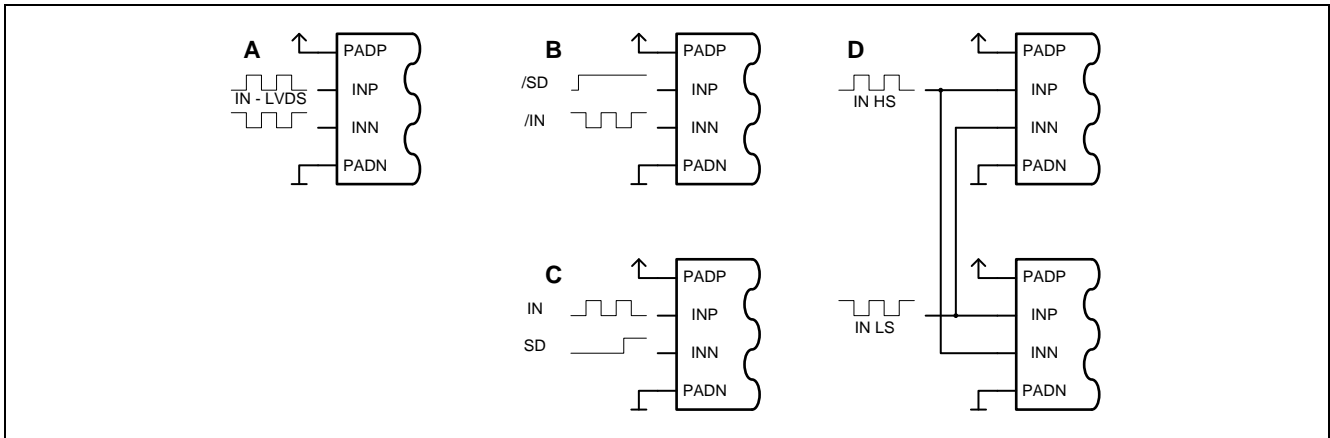 A
PADP
INP
INN
PADN
IN - LVDS
B
/SD
/IN
PADP
INP
INN
PADN
D
IN HS
PADP
INP
INN
PADN
C
IN
SD
PADP
INP
INN
PADN
IN LS
PADP
INP
INN
PADN